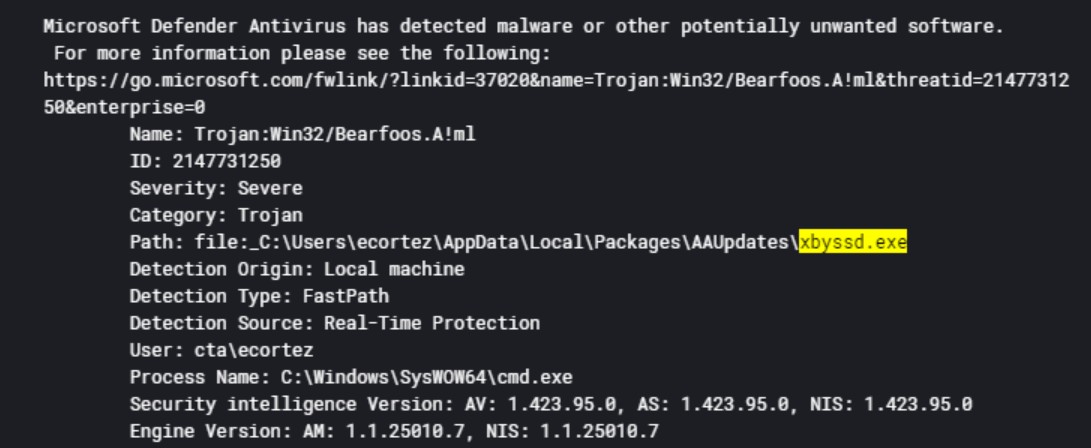 Microsoft Defender Antivirus has detected malware or other potentially unwanted software.
For more information please see the following:
https://go.microsoft.com/fwlink/?linkid=37020&name=Trojan:Win32/Bearfoos.A!ml&threatid=21477312
50&enterprise=0
Name: Trojan:Win32/Bearfoos.A!ml
ID: 2147731250
Severity: Severe
Category: Trojan
Path: file:_C:\Users\ecortez\AppData\Local\Packages\AAUpdates\xbyssd.exe
Detection Origin: Local machine
Detection Type: FastPath
Detection Source: Real-Time Protection
User: cta\ecortez
Process Name: C:\Windows\SysWOW64\cmd.exe
Security intelligence Version: AV: 1.423.95.0, AS: 1.423.95.0, NIS: 1.423.95.0
Engine Version: AM: 1.1.25010.7, NIS: 1.1.25010.7